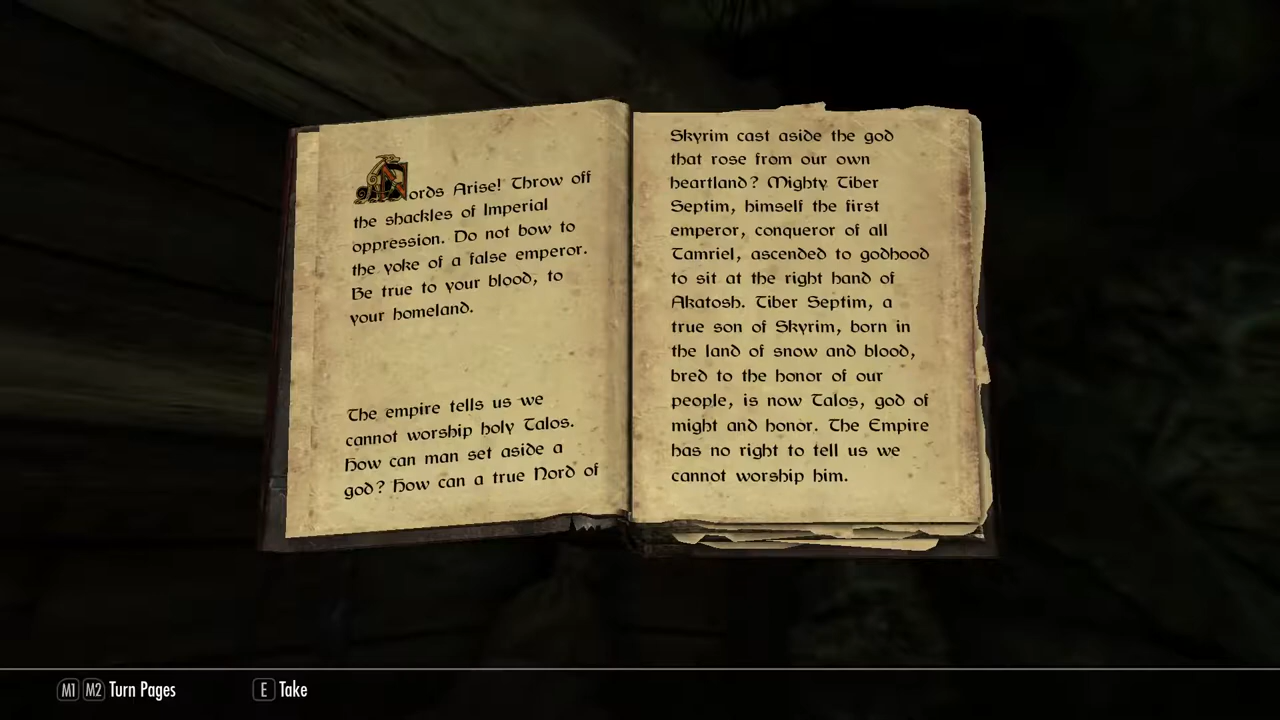 Nords Arise! Throw off
the shackles of Imperial
oppression. Do not bow to
the yoke of a false emperor.
Be true to your blood, to
your homeland.
The empire tells us we
cannot worship holy Talos.
How can man set aside a
god? How can a true Nord of
Skyrim cast aside the god
that rose from our own
heartland? Mighty Tiber
Septim, himself the first
emperor, conqueror of all
Tamriel, ascended to godhood
to sit at the right hand of
Akatosh. Tiber Septim, a
true son of Skyrim, born in
the land of snow and blood,
bred to the honor of our
people, is now Talos, god of
might and honor. The Empire
has no right to tell us we
cannot worship him.
M1 M2 Turn Pages E Take